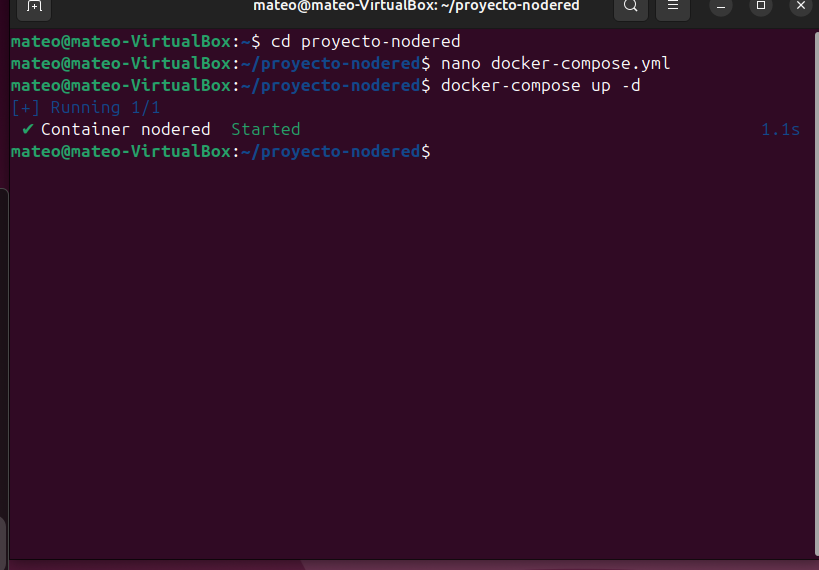 mateo@mateo-VirtualBox: ~/proyecto-nodered
mateo@mateo-VirtualBox:~$ cd proyecto-nodered
mateo@mateo-VirtualBox:~/proyecto-nodered$ nano docker-compose.yml
mateo@mateo-VirtualBox:~/proyecto-nodered$ docker-compose up -d
[+] Running 1/1
✔ Container nodered  Started 1.1s
mateo@mateo-VirtualBox:~/proyecto-nodered$